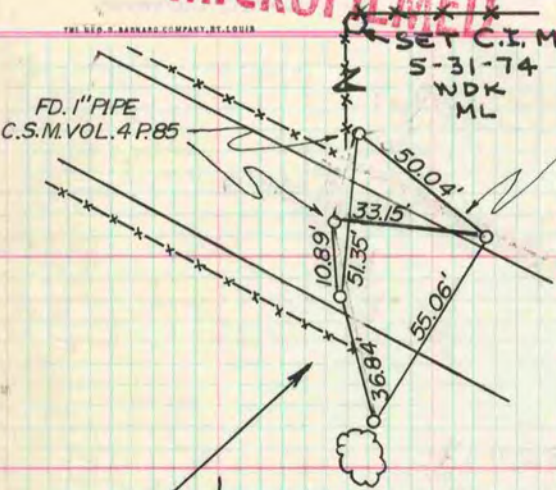 MICROFILMED
THE GEO. D. BARNARD COMPANY, ST. LOUIS
SET C.I. M
5-31-74
WDK
ML
N
FD. 1" PIPE
C.S.M. VOL. 4 P.85
50.04'
33.15'
10.89'
51.35'
55.06'
36.84'